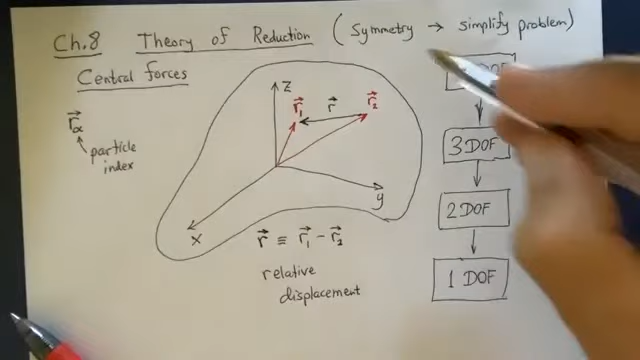 Ch.8 Theory of Reduction (Symmetry → simplify problem)
Central forces
DOF
z
r⃗₁
r⃗
r⃗₂
r⃗α
particle
index
3 DOF
y
2 DOF
x
r⃗ ≡ r⃗₁ - r⃗₂
relative
displacement
1 DOF